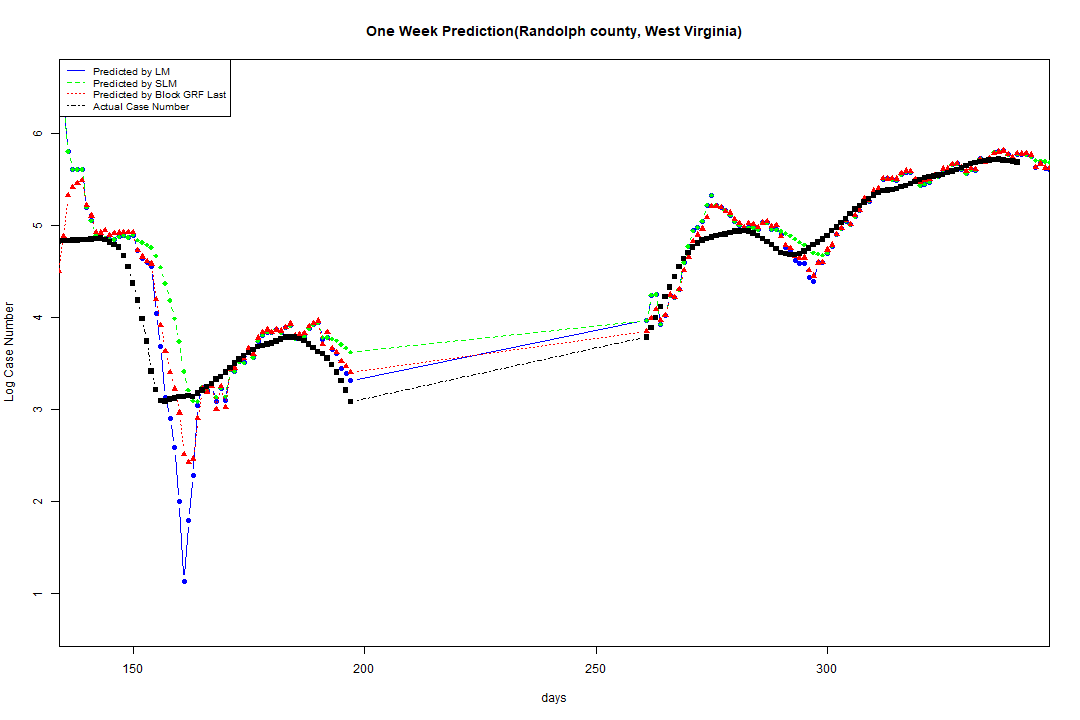 One Week Prediction(Randolph county, West Virginia)
Predicted by LM
Predicted by SLM
Predicted by Block GRF Last
Actual Case Number
6
5
4
3
2
1
Log Case Number
150 200 250 300
days